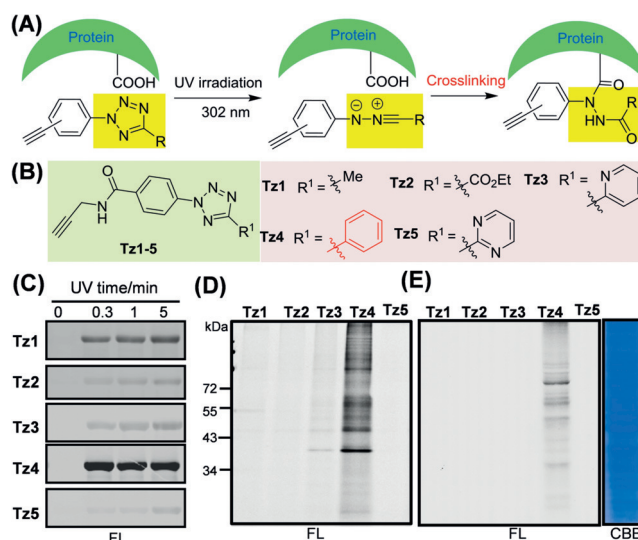 (A)
Protein
Protein
Protein
COOH
UV irradiation
302 nm
COOH
Crosslinking
O
N N
N N
R
⊖ ⊕
N−N≡
R
N
HN
O
R
(B)
O
N
H
N N
N N
R¹
Tz1-5
Tz1 R¹ = Me
Tz2 R¹ = CO₂Et
Tz3 R¹ = N
Tz4 R¹ =
Tz5 R¹ = N N
(C) UV time/min
0 0.3 1 5
Tz1
Tz2
Tz3
Tz4
Tz5
(D)
Tz1 Tz2 Tz3 Tz4 Tz5
kDa
72
55
43
34
FL
(E)
Tz1 Tz2 Tz3 Tz4 Tz5
FL